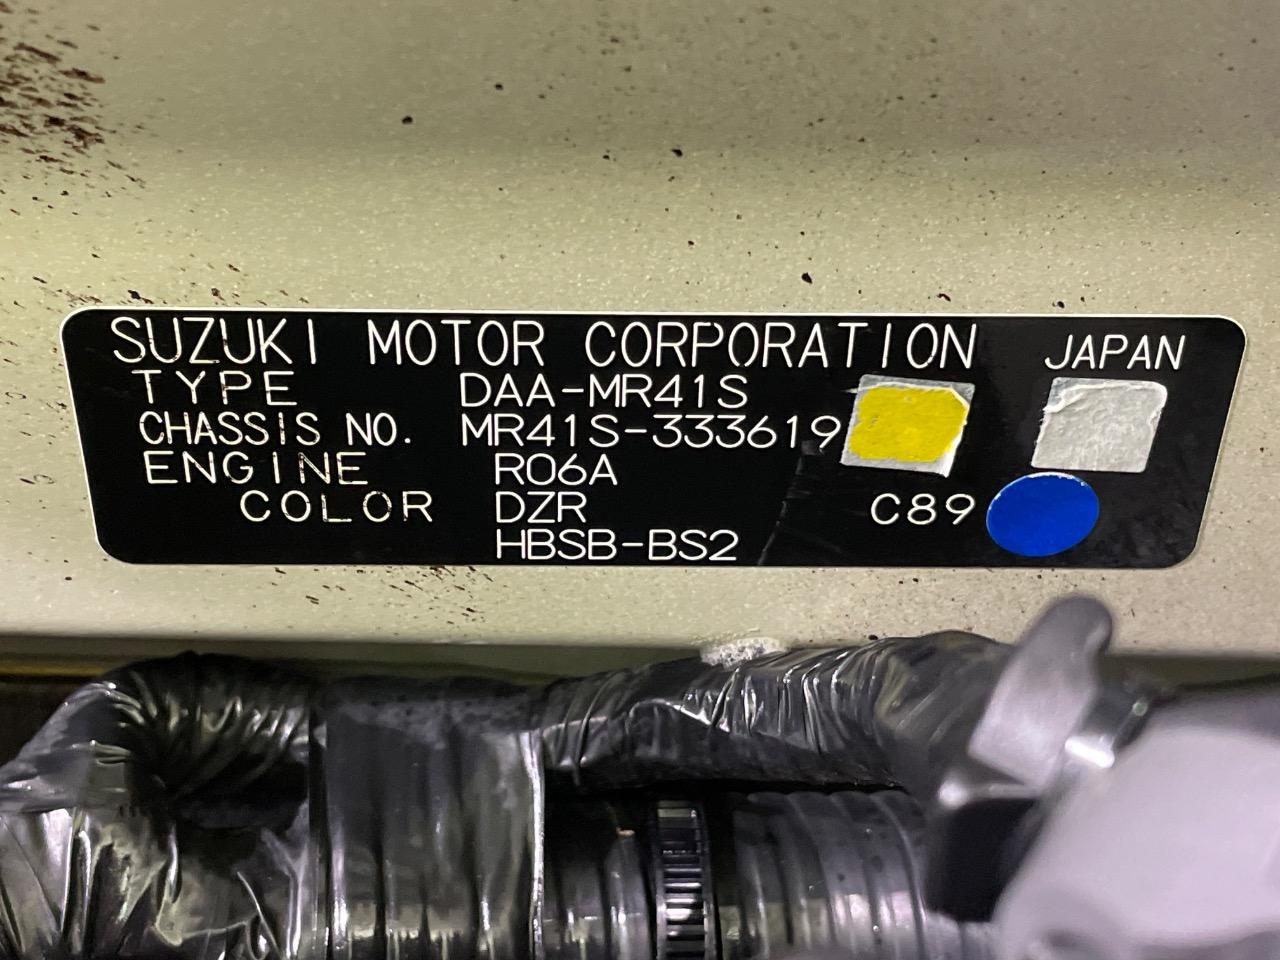 SUZUKI MOTOR CORPORATION JAPAN
TYPE DAA-MR41S
CHASSIS NO. MR41S-333619
ENGINE R06A
COLOR DZR C89
HBSB-BS2